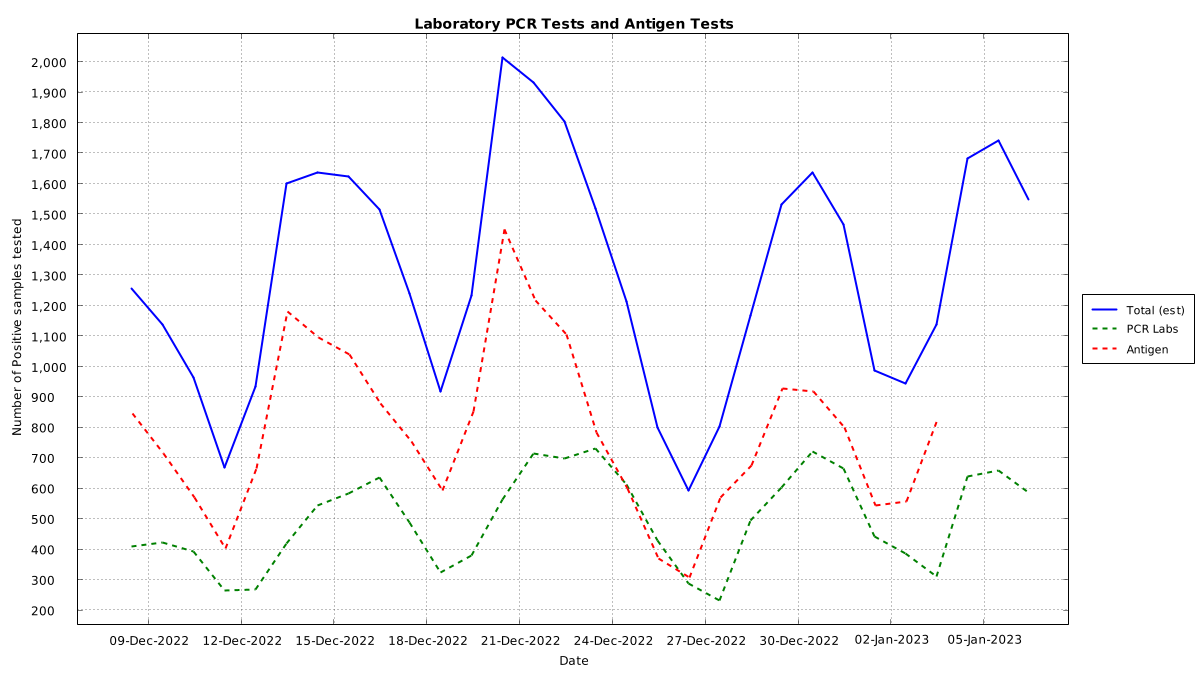 Laboratory PCR Tests and Antigen Tests
Number of Positive samples tested
2,000
1,900
1,800
1,700
1,600
1,500
1,400
1,300
1,200
1,100
1,000
900
800
700
600
500
400
300
200
09-Dec-2022 12-Dec-2022 15-Dec-2022 18-Dec-2022 21-Dec-2022 24-Dec-2022 27-Dec-2022 30-Dec-2022 02-Jan-2023 05-Jan-2023
Date
Total (est)
PCR Labs
Antigen